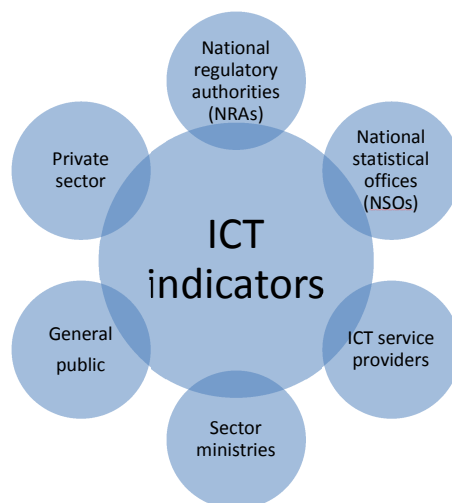 National
regulatory
authorities
(NRAs)
National
statistical
offices
(NSOs)
ICT service
providers
Sector
ministries
General
public
Private
sector
ICT
indicators